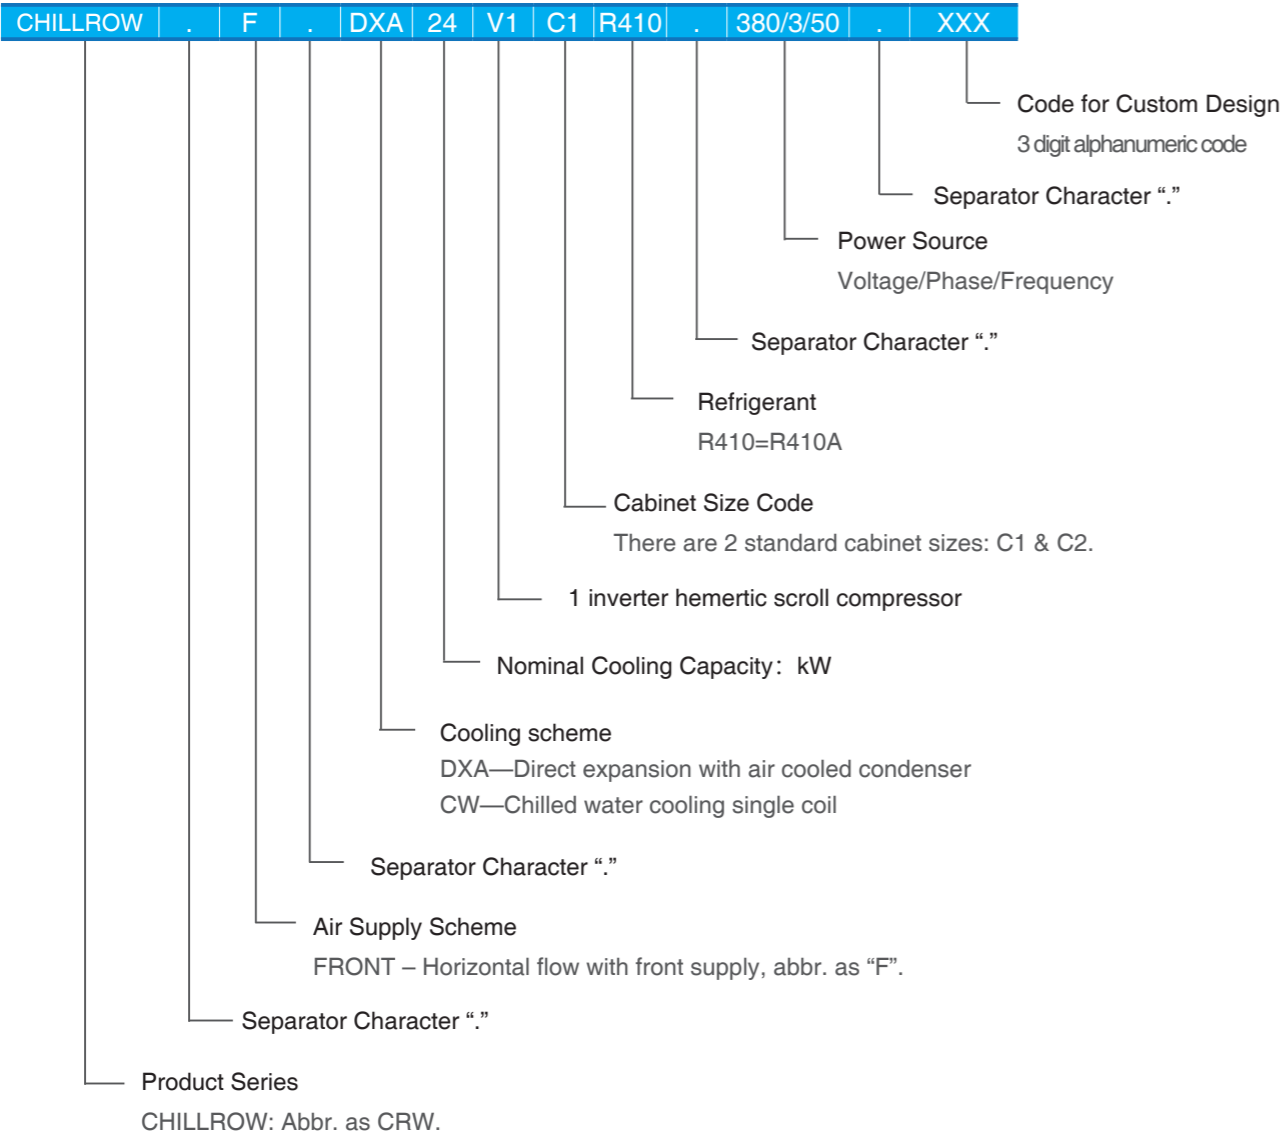 CHILLROW . F . DXA 24 V1 C1 R410 . 380/3/50 . XXX
Code for Custom Design
3 digit alphanumeric code
Separator Character “.”
Power Source
Voltage/Phase/Frequency
Separator Character “.”
Refrigerant
R410=R410A
Cabinet Size Code
There are 2 standard cabinet sizes: C1 & C2.
1 inverter hemertic scroll compressor
Nominal Cooling Capacity：kW
Cooling scheme
DXA—Direct expansion with air cooled condenser
CW—Chilled water cooling single coil
Separator Character “.”
Air Supply Scheme
FRONT – Horizontal flow with front supply, abbr. as “F”.
Separator Character “.”
Product Series
CHILLROW: Abbr. as CRW.